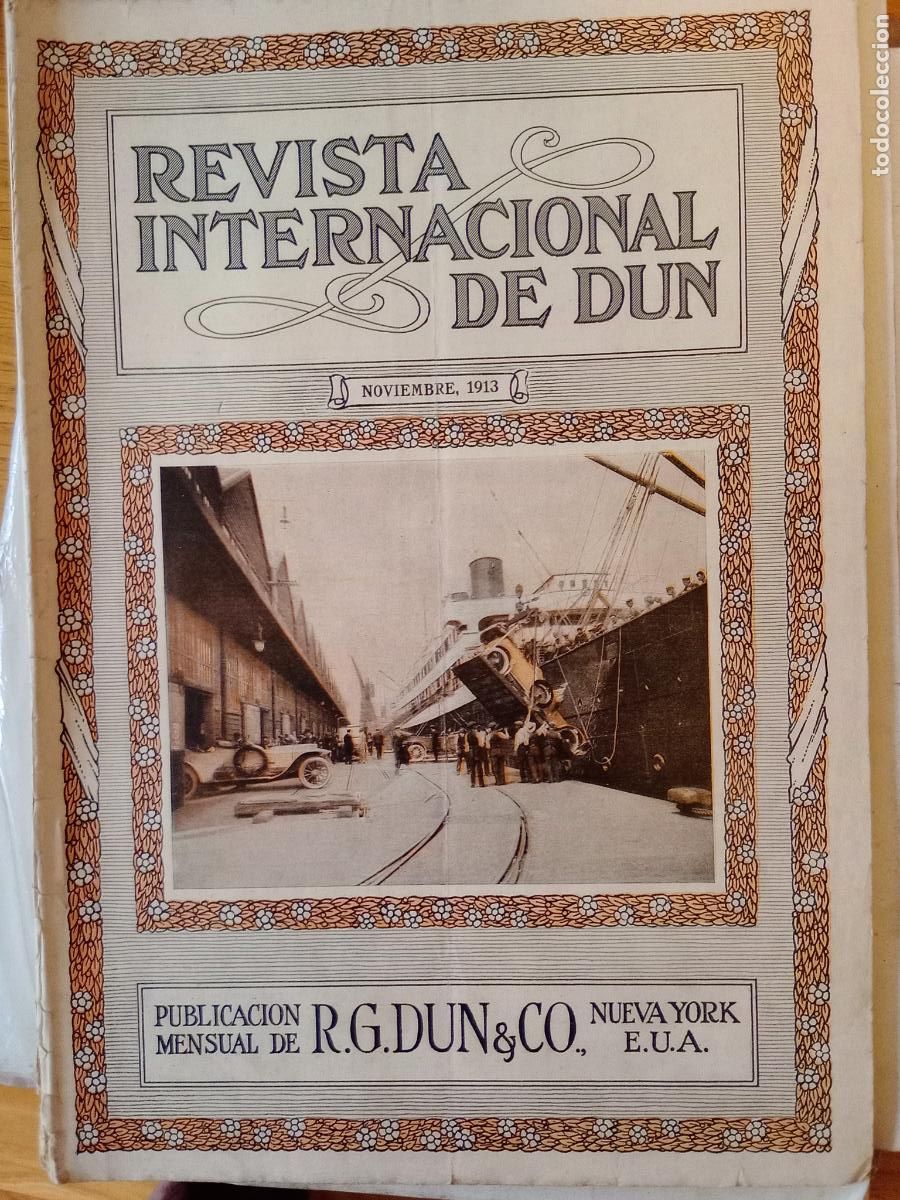 REVISTA
INTERNACIONAL
DE DUN
NOVIEMBRE, 1913
PUBLICACION
MENSUAL DE
R.G.DUN&CO.,
NUEVA YORK
E.U.A.
todocoleccion